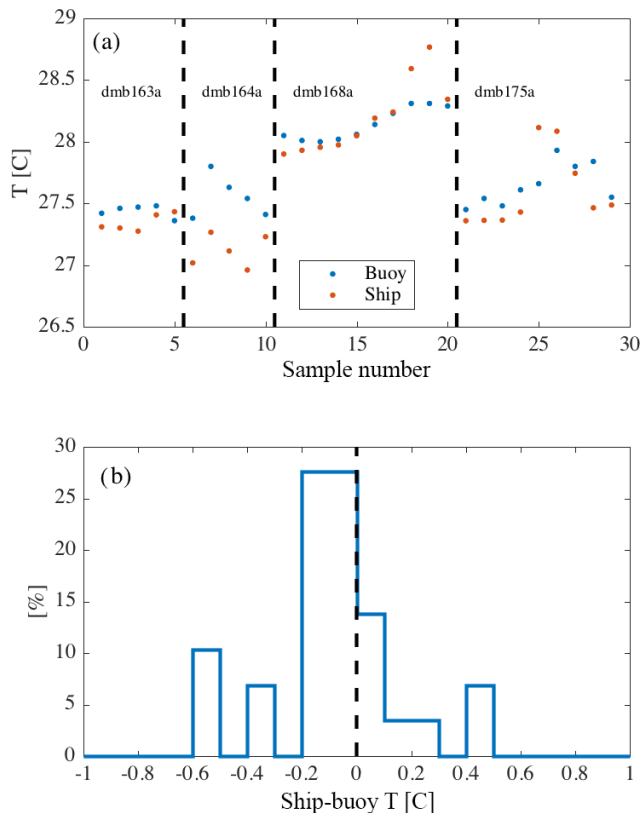 29
(a)
dmb163a
dmb164a
dmb168a
dmb175a
28.5
28
T [C]
27.5
27
Buoy
Ship
26.5
0
5
10
15
20
25
30
Sample number
30
(b)
25
20
15
[%]
10
5
0
-1
-0.8
-0.6
-0.4
-0.2
0
0.2
0.4
0.6
0.8
1
Ship-buoy T [C]